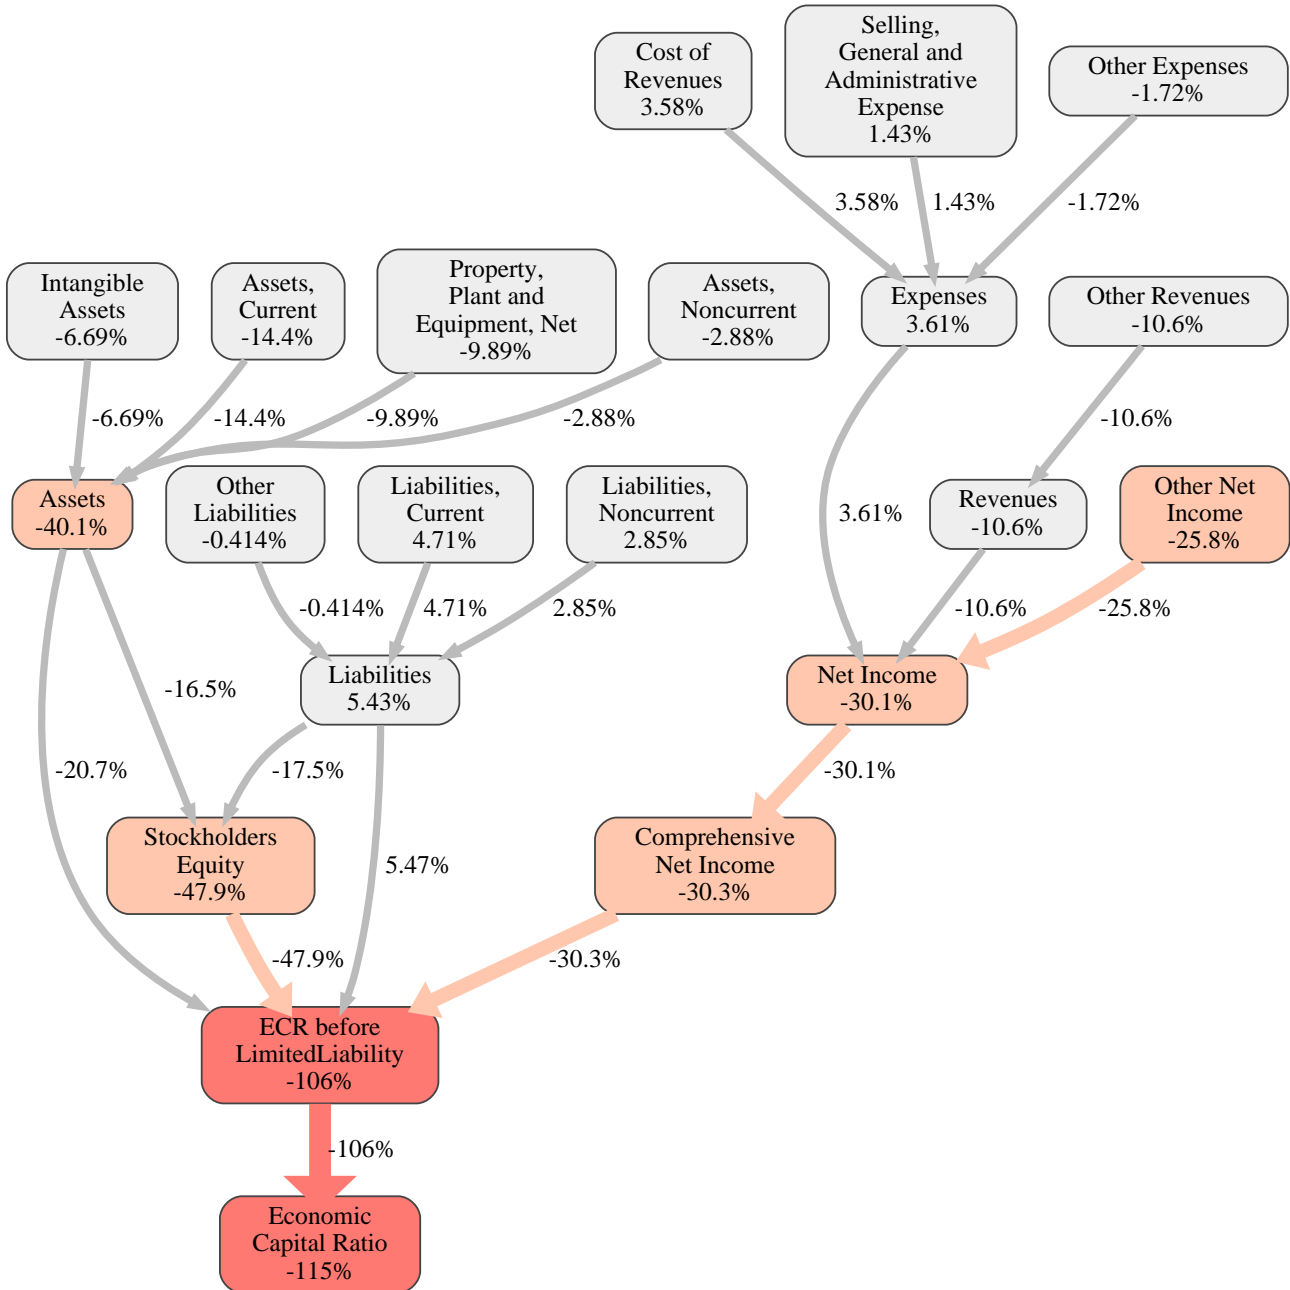 Cost of
Revenues
3.58%
Selling,
General and
Administrative
Expense
1.43%
Other Expenses
-1.72%
3.58%
1.43%
-1.72%
Intangible
Assets
-6.69%
Assets,
Current
-14.4%
Property,
Plant and
Equipment, Net
-9.89%
Assets,
Noncurrent
-2.88%
Expenses
3.61%
Other Revenues
-10.6%
-6.69%
-14.4%
-9.89%
-2.88%
-10.6%
Assets
-40.1%
Other
Liabilities
-0.414%
Liabilities,
Current
4.71%
Liabilities,
Noncurrent
2.85%
3.61%
Revenues
-10.6%
Other Net
Income
-25.8%
-0.414%
4.71%
2.85%
-10.6%
-25.8%
-16.5%
Liabilities
5.43%
Net Income
-30.1%
-20.7%
-17.5%
-30.1%
Stockholders
Equity
-47.9%
5.47%
Comprehensive
Net Income
-30.3%
-47.9%
-30.3%
ECR before
LimitedLiability
-106%
-106%
Economic
Capital Ratio
-115%